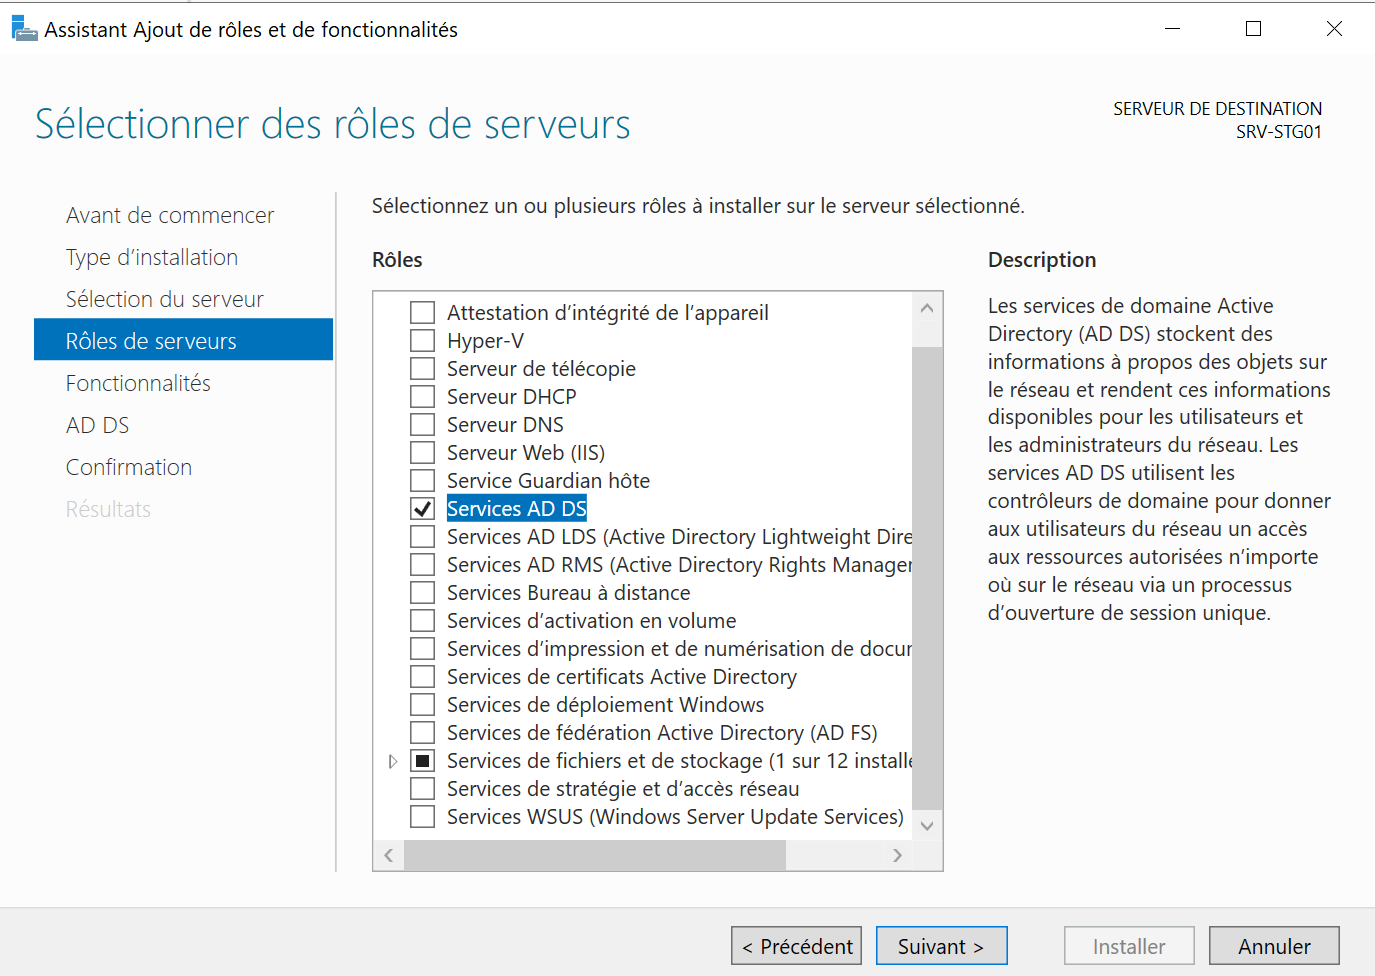 Assistant Ajout de rôles et de fonctionnalités
Sélectionner des rôles de serveurs
SERVEUR DE DESTINATION
SRV-STG01
Avant de commencer
Type d’installation
Sélection du serveur
Rôles de serveurs
Fonctionnalités
AD DS
Confirmation
Résultats
Sélectionnez un ou plusieurs rôles à installer sur le serveur sélectionné.
Rôles
Attestation d’intégrité de l’appareil
Hyper-V
Serveur de télécopie
Serveur DHCP
Serveur DNS
Serveur Web (IIS)
Service Guardian hôte
Services AD DS
Services AD LDS (Active Directory Lightweight Dire
Services AD RMS (Active Directory Rights Manager
Services Bureau à distance
Services d’activation en volume
Services d’impression et de numérisation de docur
Services de certificats Active Directory
Services de déploiement Windows
Services de fédération Active Directory (AD FS)
Services de fichiers et de stockage (1 sur 12 installe
Services de stratégie et d’accès réseau
Services WSUS (Windows Server Update Services)
Description
Les services de domaine Active
Directory (AD DS) stockent des
informations à propos des objets sur
le réseau et rendent ces informations
disponibles pour les utilisateurs et
les administrateurs du réseau. Les
services AD DS utilisent les
contrôleurs de domaine pour donner
aux utilisateurs du réseau un accès
aux ressources autorisées n’importe
où sur le réseau via un processus
d’ouverture de session unique.
< Précédent
Suivant >
Installer
Annuler